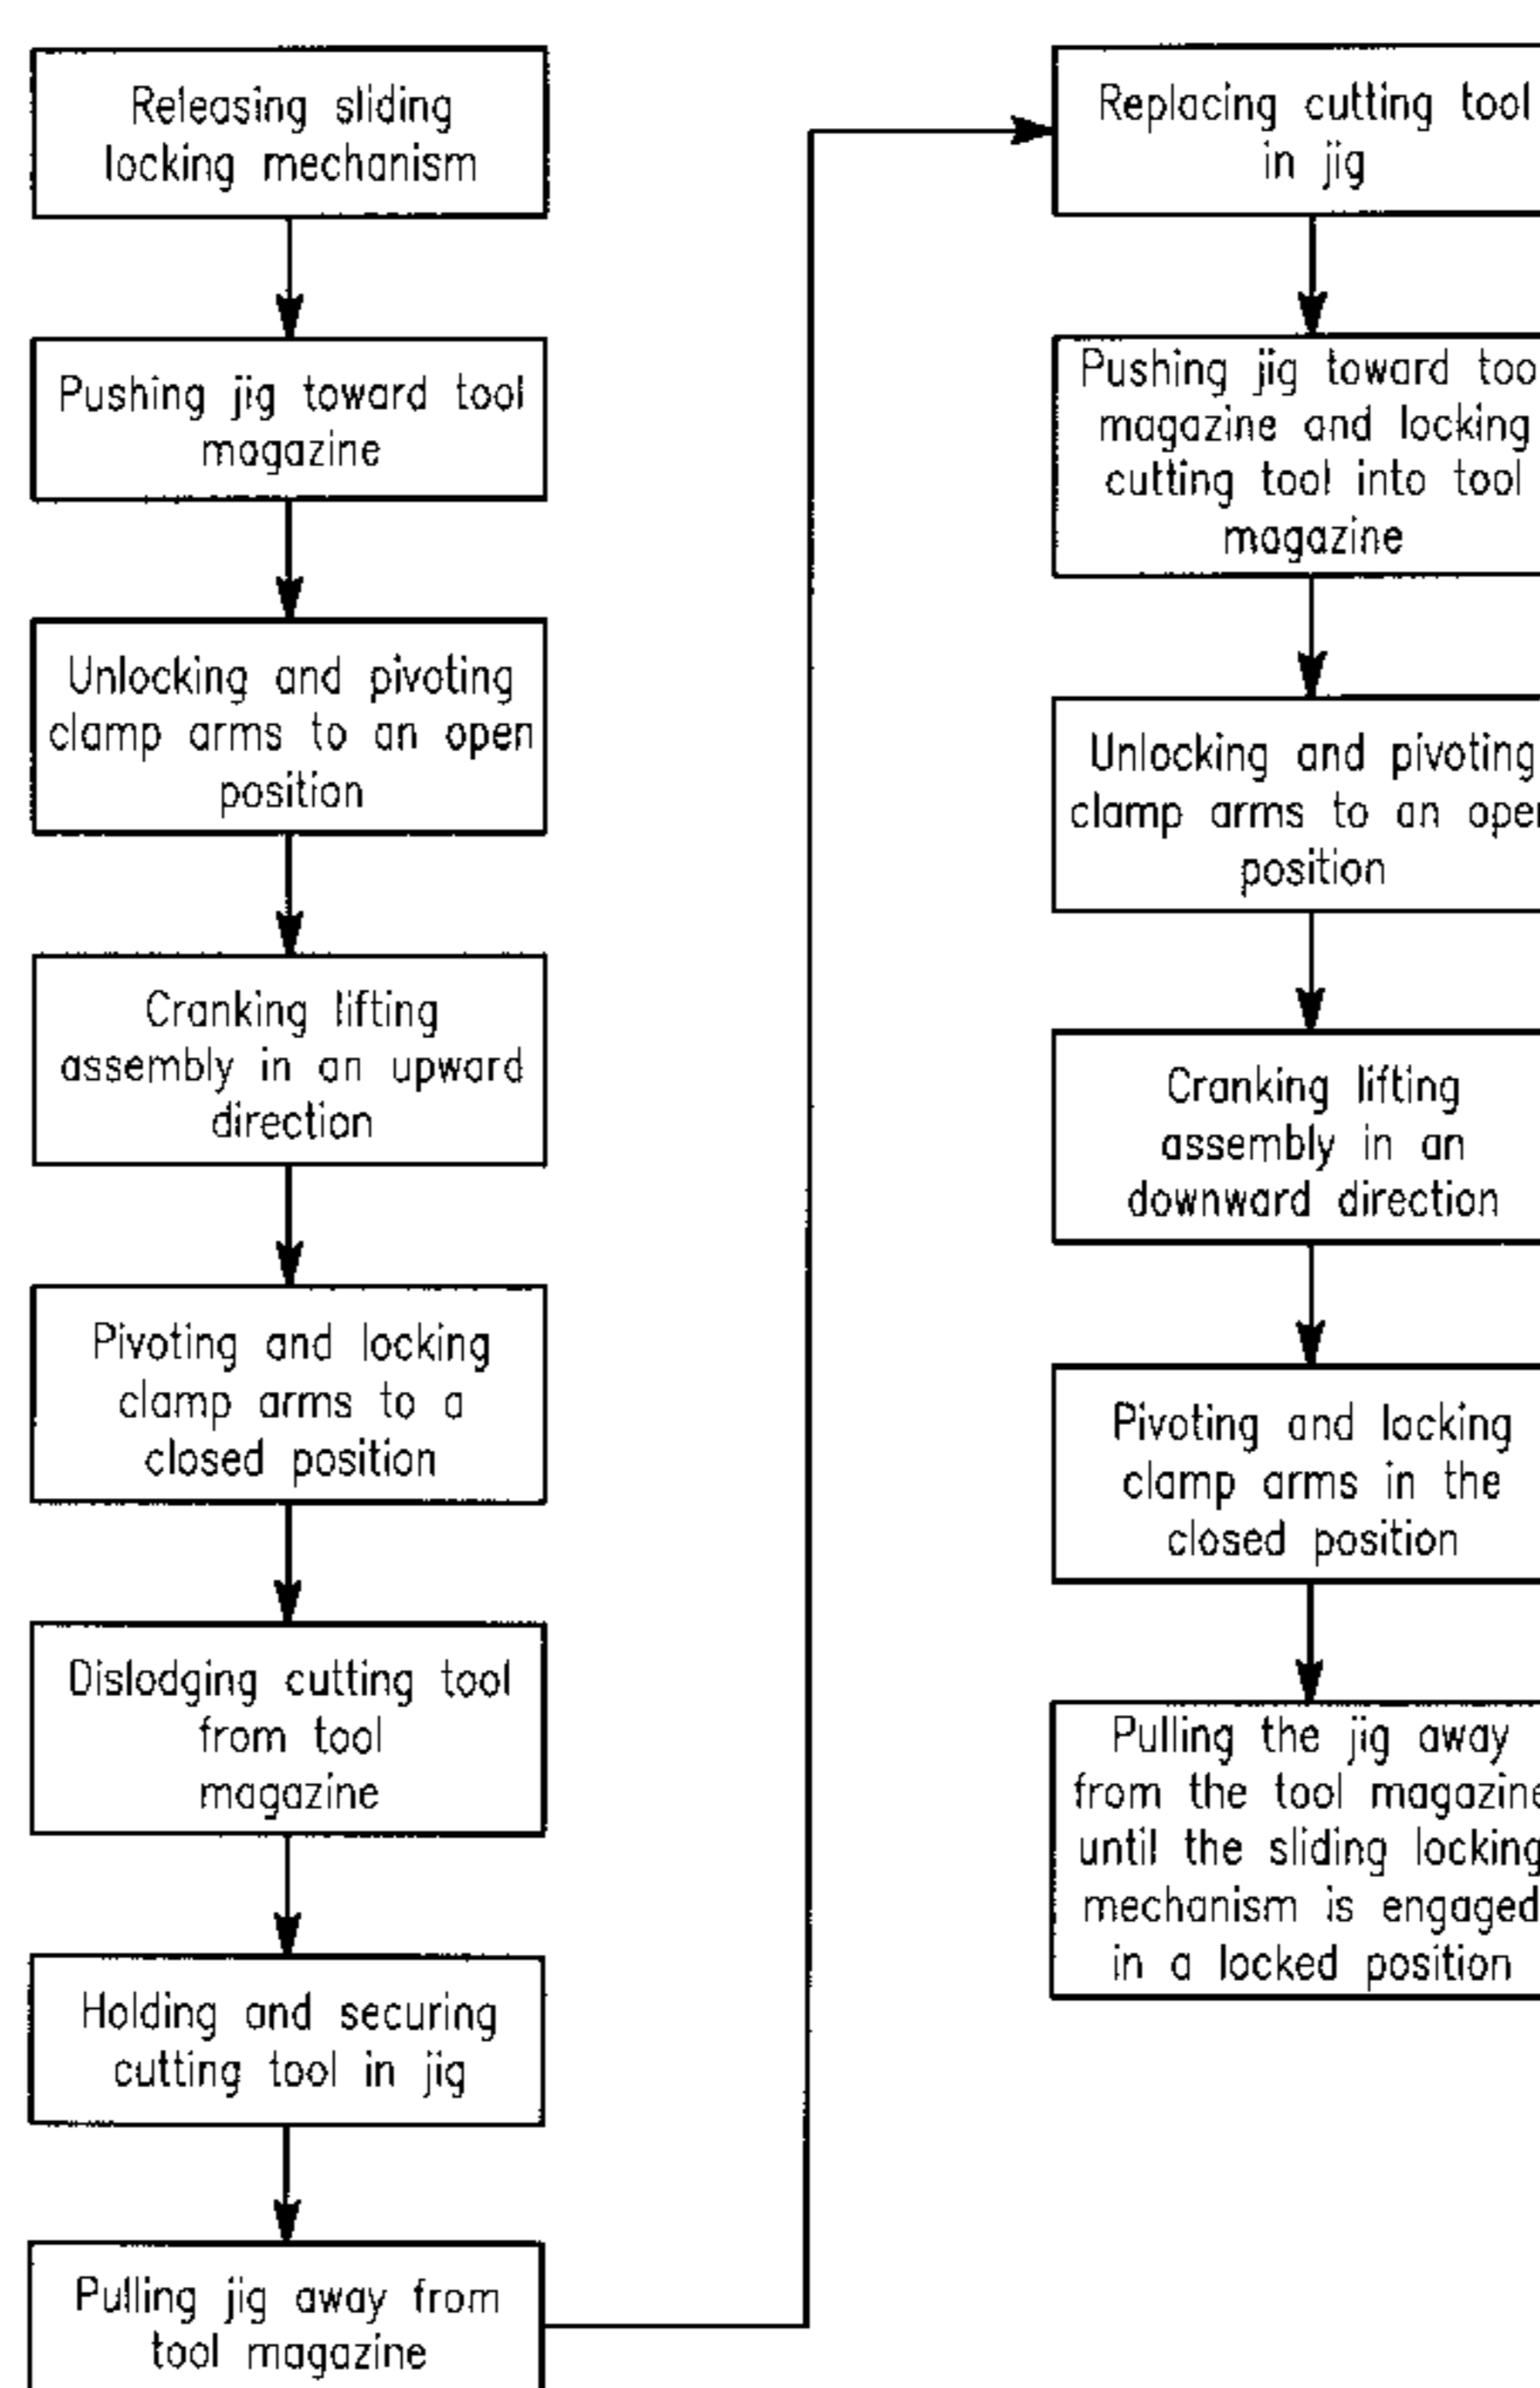 Releasing sliding
locking mechanism
Pushing jig toward tool
magazine
Unlocking and pivoting
clamp arms to an open
position
Cranking lifting
assembly in an upward
direction
Pivoting and locking
clamp arms to a
closed position
Dislodging cutting tool
from tool
magazine
Holding and securing
cutting tool in jig
Pulling jig away from
tool magazine
Replacing cutting tool
in jig
Pushing jig toward too
magazine and locking
cutting tool into tool
magazine
Unlocking and pivoting
clamp arms to an open
position
Cranking lifting
assembly in an
downward direction
Pivoting and locking
clamp arms in the
closed position
Pulling the jig away
from the tool magazine
until the sliding locking
mechanism is engaged
in a locked position